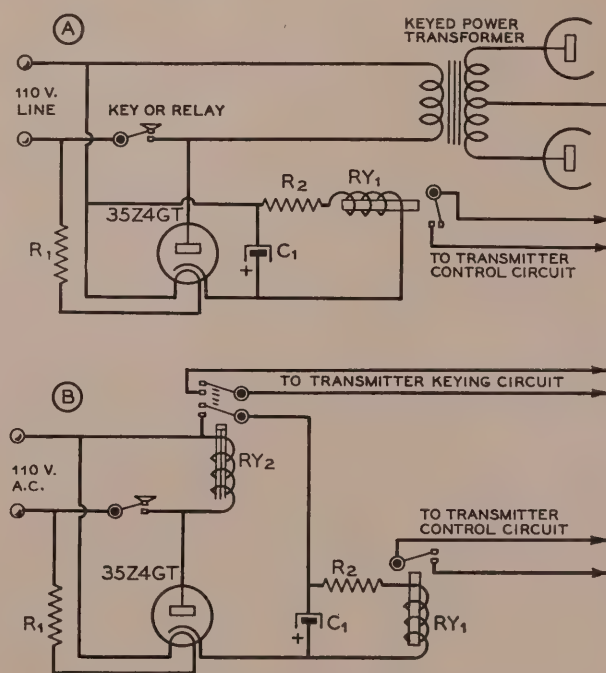 A
KEYED POWER
TRANSFORMER
110 V.
LINE
KEY OR RELAY
R2
RY1
35Z4GT
R1
C1
+
TO TRANSMITTER
CONTROL CIRCUIT
B
TO TRANSMITTER KEYING CIRCUIT
110 V.
A.C.
RY2
TO TRANSMITTER
CONTROL CIRCUIT
35Z4GT
R2
R1
C1
+
RY1